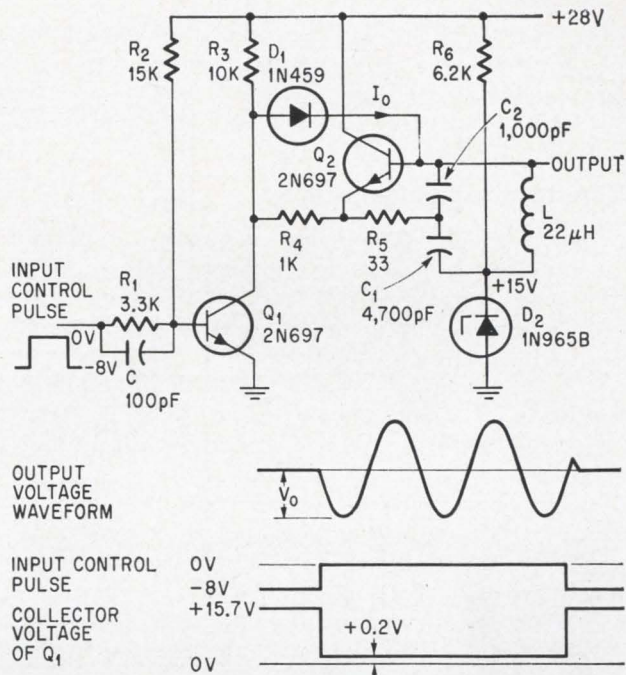 +28V
R2
15K
R3
10K
D1
1N459
R6
6.2K
I0
C2
1,000pF
Q2
2N697
OUTPUT
R4
1K
R5
33
L
22μH
C1
4,700pF
+15V
D2
1N965B
INPUT
CONTROL
PULSE
R1
3.3K
0V
-8V
C
100pF
Q1
2N697
OUTPUT
VOLTAGE
WAVEFORM
V0
INPUT CONTROL
PULSE
0V
-8V
COLLECTOR
VOLTAGE
OF Q1
+15.7V
+0.2V
0V